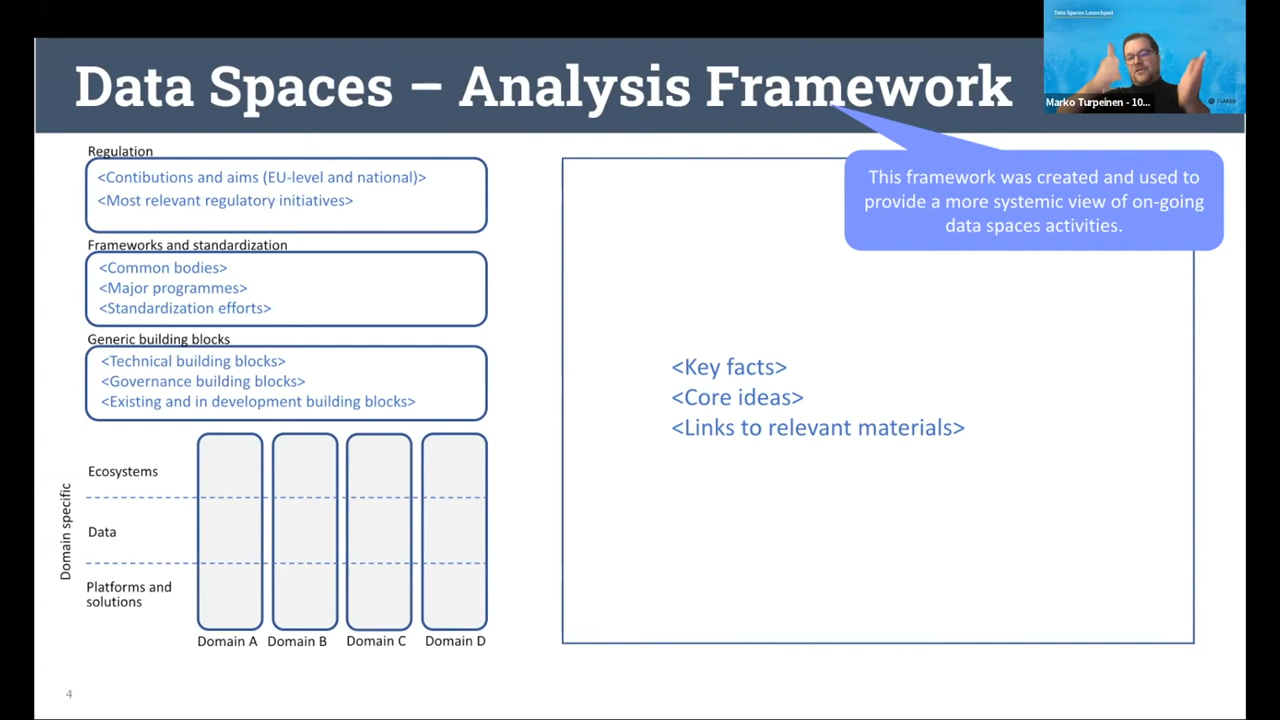 Data Spaces Launchpad
Data Spaces – Analysis Framework
Marko Turpeinen - 10...
This framework was created and used to
provide a more systemic view of on-going
data spaces activities.
Regulation
<Contibutions and aims (EU-level and national)>
<Most relevant regulatory initiatives>
Frameworks and standardization
<Common bodies>
<Major programmes>
<Standardization efforts>
Generic building blocks
<Technical building blocks>
<Governance building blocks>
<Existing and in development building blocks>
Domain specific
Ecosystems
Data
Platforms and
solutions
Domain A Domain B Domain C Domain D
<Key facts>
<Core ideas>
<Links to relevant materials>
4